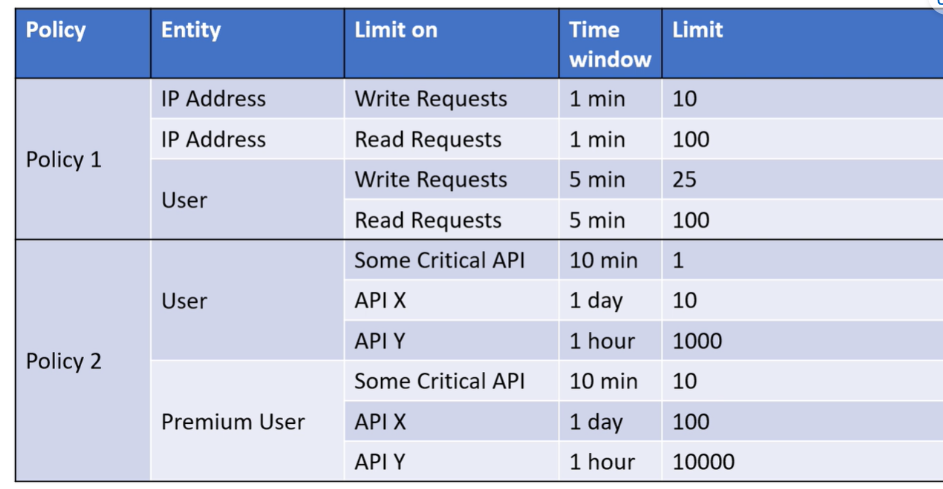 Policy Entity Limit on Time window Limit
Policy 1
IP Address Write Requests 1 min 10
IP Address Read Requests 1 min 100
User
Write Requests 5 min 25
Read Requests 5 min 100
Policy 2
User
Some Critical API 10 min 1
API X 1 day 10
API Y 1 hour 1000
Premium User
Some Critical API 10 min 10
API X 1 day 100
API Y 1 hour 10000